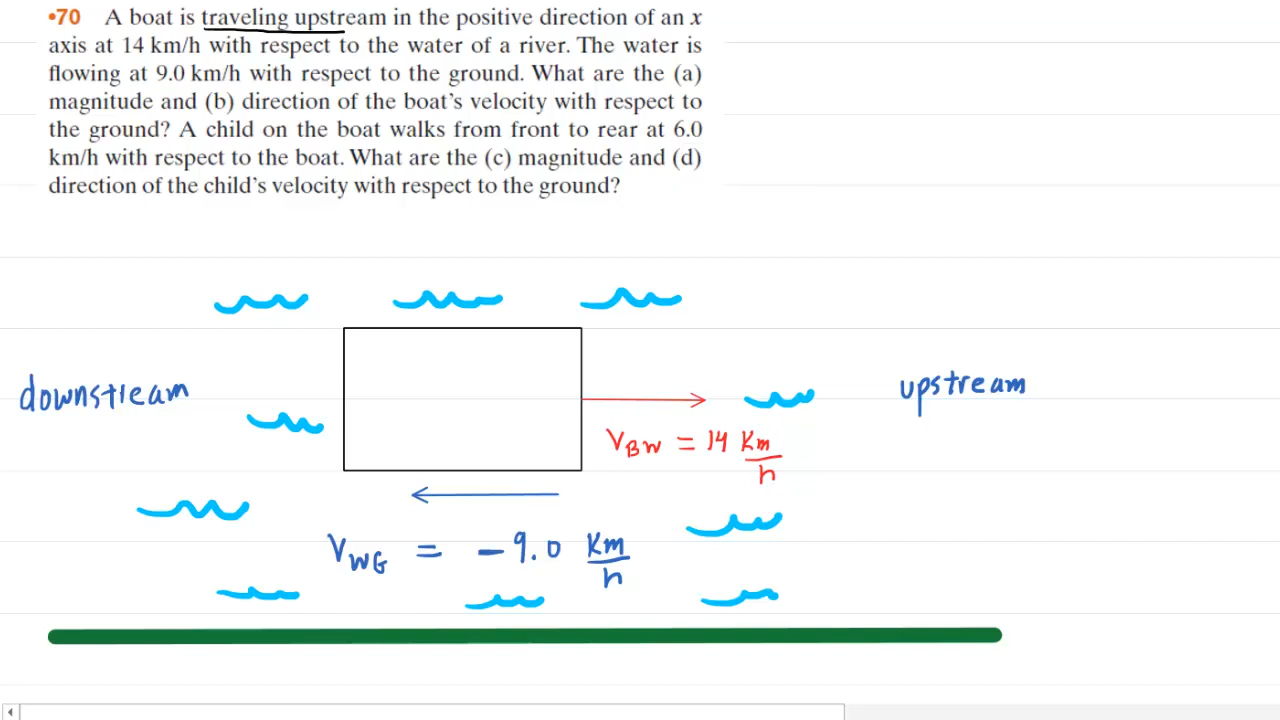 •70 A boat is traveling upstream in the positive direction of an x
axis at 14 km/h with respect to the water of a river. The water is
flowing at 9.0 km/h with respect to the ground. What are the (a)
magnitude and (b) direction of the boat's velocity with respect to
the ground? A child on the boat walks from front to rear at 6.0
km/h with respect to the boat. What are the (c) magnitude and (d)
direction of the child's velocity with respect to the ground?
downstream
upstream
V_BW = 14 Km/h
V_WG = -9.0 Km/h